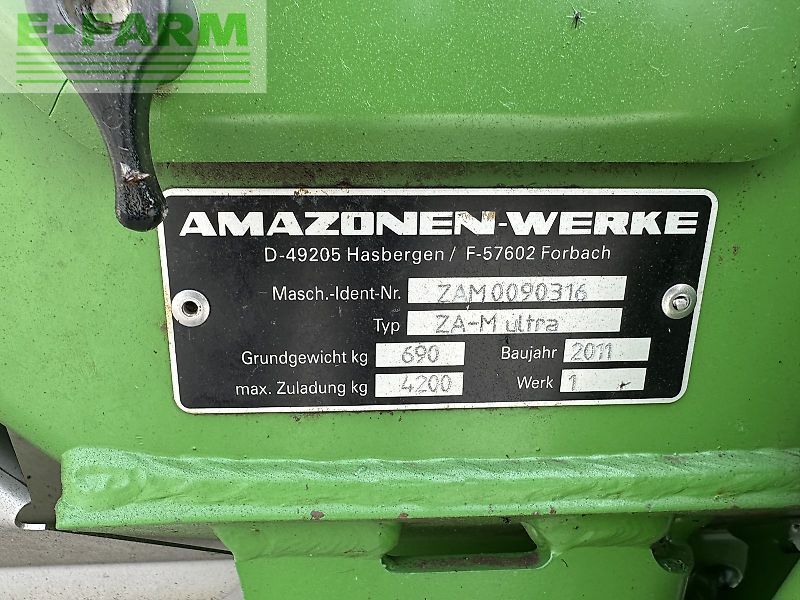 E-FARM
AMAZONEN-WERKE
D-49205 Hasbergen / F-57602 Forbach
Masch.-Ident-Nr. ZAM0090316
Typ ZA-M ultra
Grundgewicht kg 690 Baujahr 2011
max. Zuladung kg 4200 Werk 1